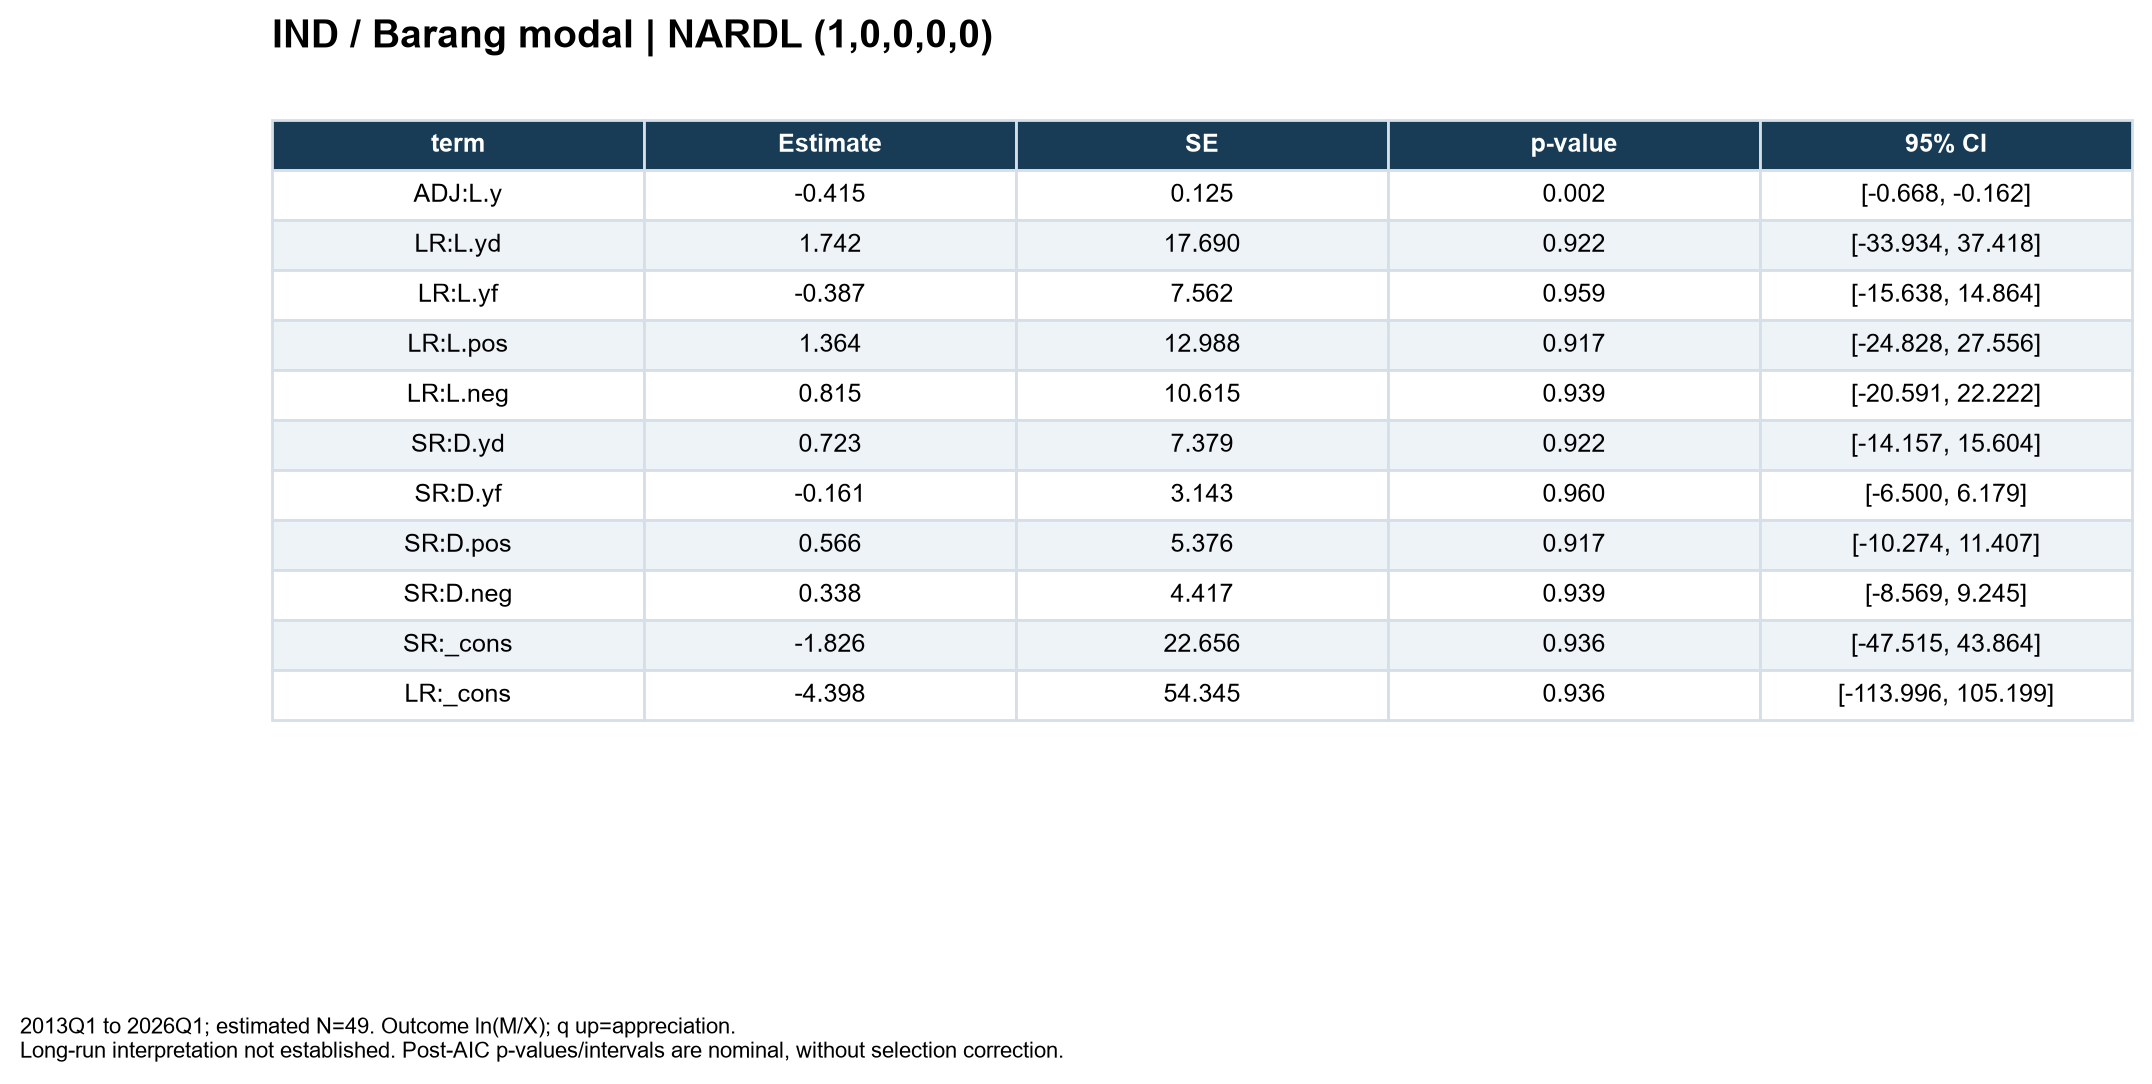 IND / Barang modal | NARDL (1,0,0,0,0)
term Estimate SE p-value 95% CI
ADJ:L.y -0.415 0.125 0.002 [-0.668, -0.162]
LR:L.yd 1.742 17.690 0.922 [-33.934, 37.418]
LR:L.yf -0.387 7.562 0.959 [-15.638, 14.864]
LR:L.pos 1.364 12.988 0.917 [-24.828, 27.556]
LR:L.neg 0.815 10.615 0.939 [-20.591, 22.222]
SR:D.yd 0.723 7.379 0.922 [-14.157, 15.604]
SR:D.yf -0.161 3.143 0.960 [-6.500, 6.179]
SR:D.pos 0.566 5.376 0.917 [-10.274, 11.407]
SR:D.neg 0.338 4.417 0.939 [-8.569, 9.245]
SR:_cons -1.826 22.656 0.936 [-47.515, 43.864]
LR:_cons -4.398 54.345 0.936 [-113.996, 105.199]
2013Q1 to 2026Q1; estimated N=49. Outcome ln(M/X); q up=appreciation.
Long-run interpretation not established. Post-AIC p-values/intervals are nominal, without selection correction.